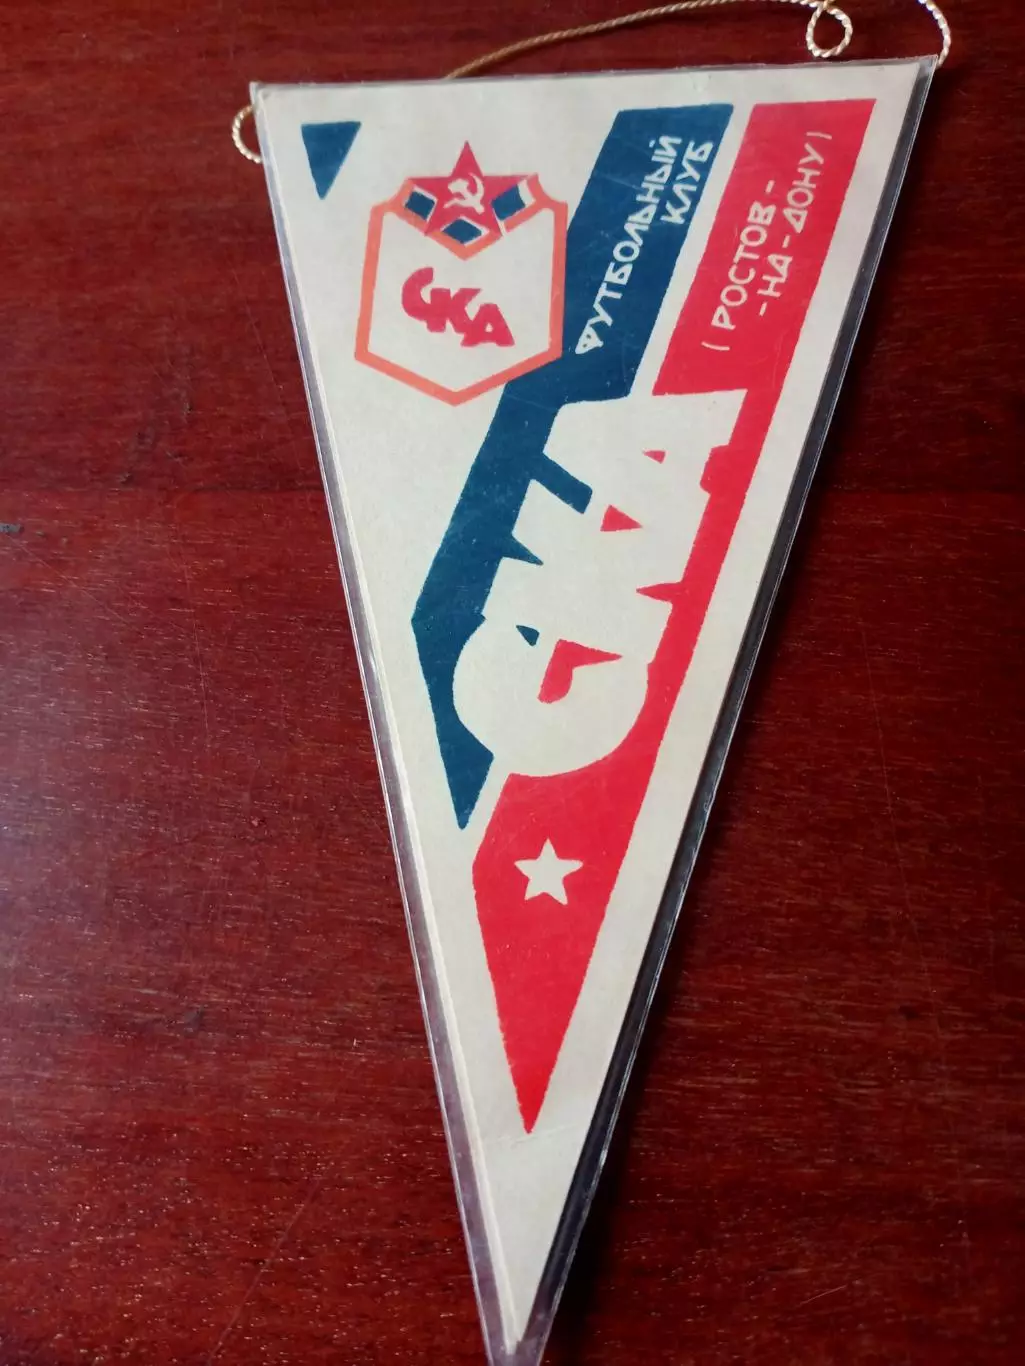 СКА
ФУТБОЛЬНЫЙ
КЛУБ
СКА
/ РОСТОВ -
- НА - ДОНУ /